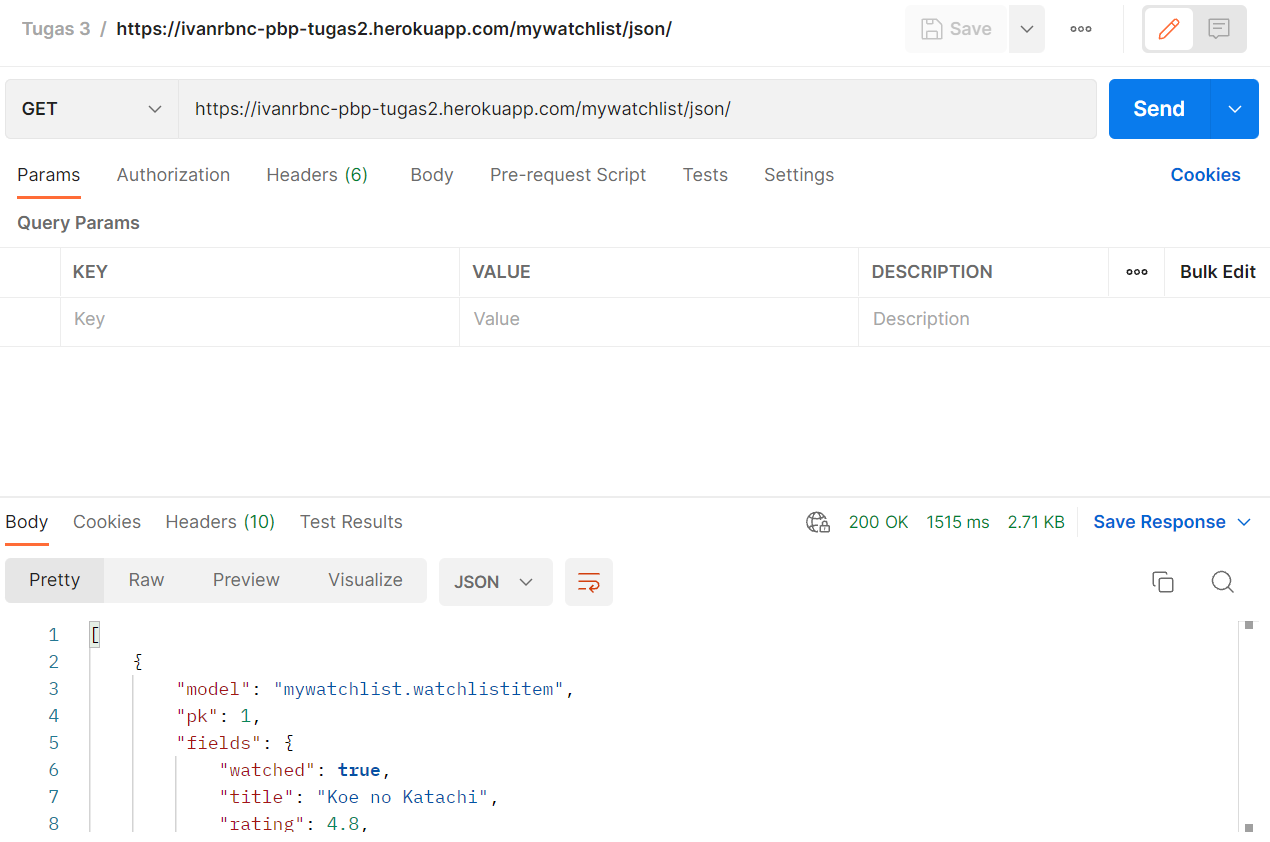 Tugas 3 / https://ivanrbnc-pbp-tugas2.herokuapp.com/mywatchlist/json/ Save
GET https://ivanrbnc-pbp-tugas2.herokuapp.com/mywatchlist/json/ Send
Params Authorization Headers (6) Body Pre-request Script Tests Settings Cookies
Query Params
KEY VALUE DESCRIPTION Bulk Edit
Key Value Description
Body Cookies Headers (10) Test Results 200 OK 1515 ms 2.71 KB Save Response
Pretty Raw Preview Visualize JSON
1 [
2 {
3 "model": "mywatchlist.watchlistitem",
4 "pk": 1,
5 "fields": {
6 "watched": true,
7 "title": "Koe no Katachi",
8 "rating": 4.8,